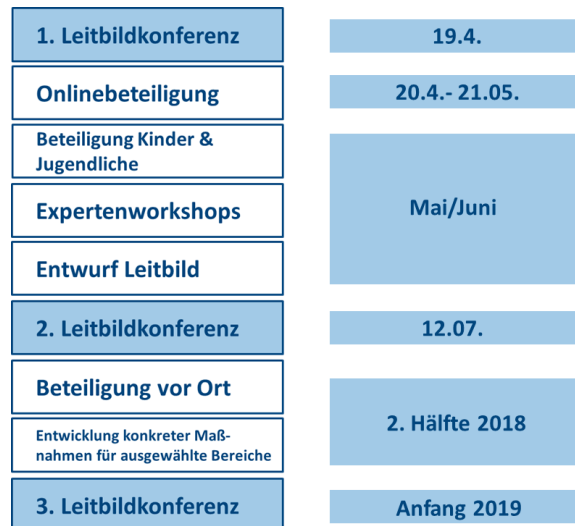 1. Leitbildkonferenz
19.4.
Onlinebeteiligung
20.4.- 21.05.
Beteiligung Kinder &
Jugendliche
Expertenworkshops
Entwurf Leitbild
Mai/Juni
2. Leitbildkonferenz
12.07.
Beteiligung vor Ort
Entwicklung konkreter Maß-
nahmen für ausgewählte Bereiche
2. Hälfte 2018
3. Leitbildkonferenz
Anfang 2019